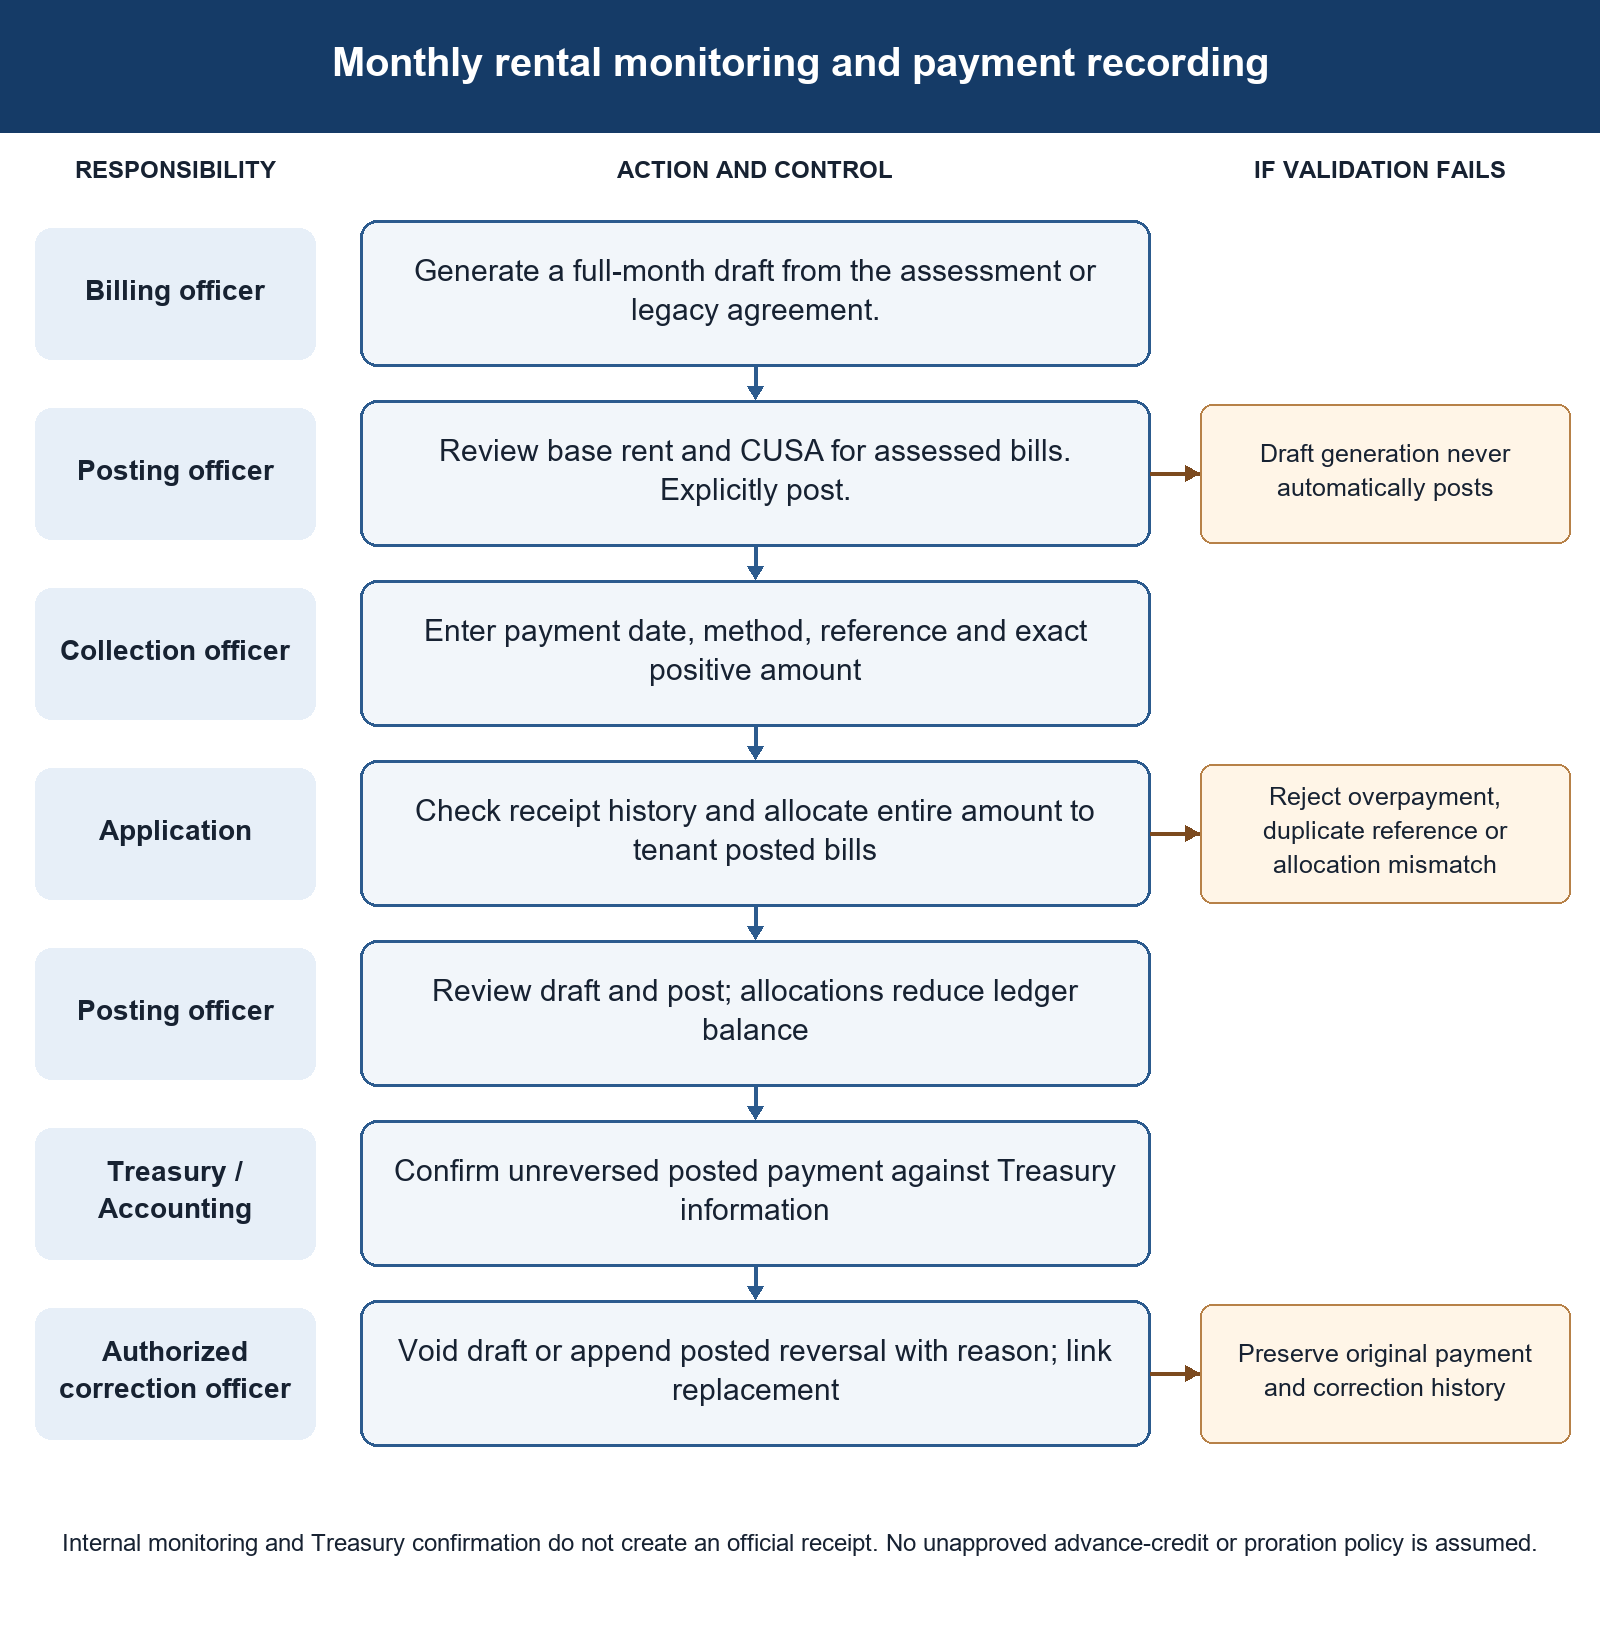 Monthly rental monitoring and payment recording
RESPONSIBILITY
ACTION AND CONTROL
IF VALIDATION FAILS
Billing officer
Generate a full-month draft from the assessment or
legacy agreement.
Posting officer
Review base rent and CUSA for assessed bills.
Explicitly post.
Draft generation never
automatically posts
Collection officer
Enter payment date, method, reference and exact
positive amount
Application
Check receipt history and allocate entire amount to
tenant posted bills
Reject overpayment,
duplicate reference or
allocation mismatch
Posting officer
Review draft and post; allocations reduce ledger
balance
Treasury /
Accounting
Confirm unreversed posted payment against Treasury
information
Authorized
correction officer
Void draft or append posted reversal with reason; link
replacement
Preserve original payment
and correction history
Internal monitoring and Treasury confirmation do not create an official receipt. No unapproved advance-credit or proration policy is assumed.